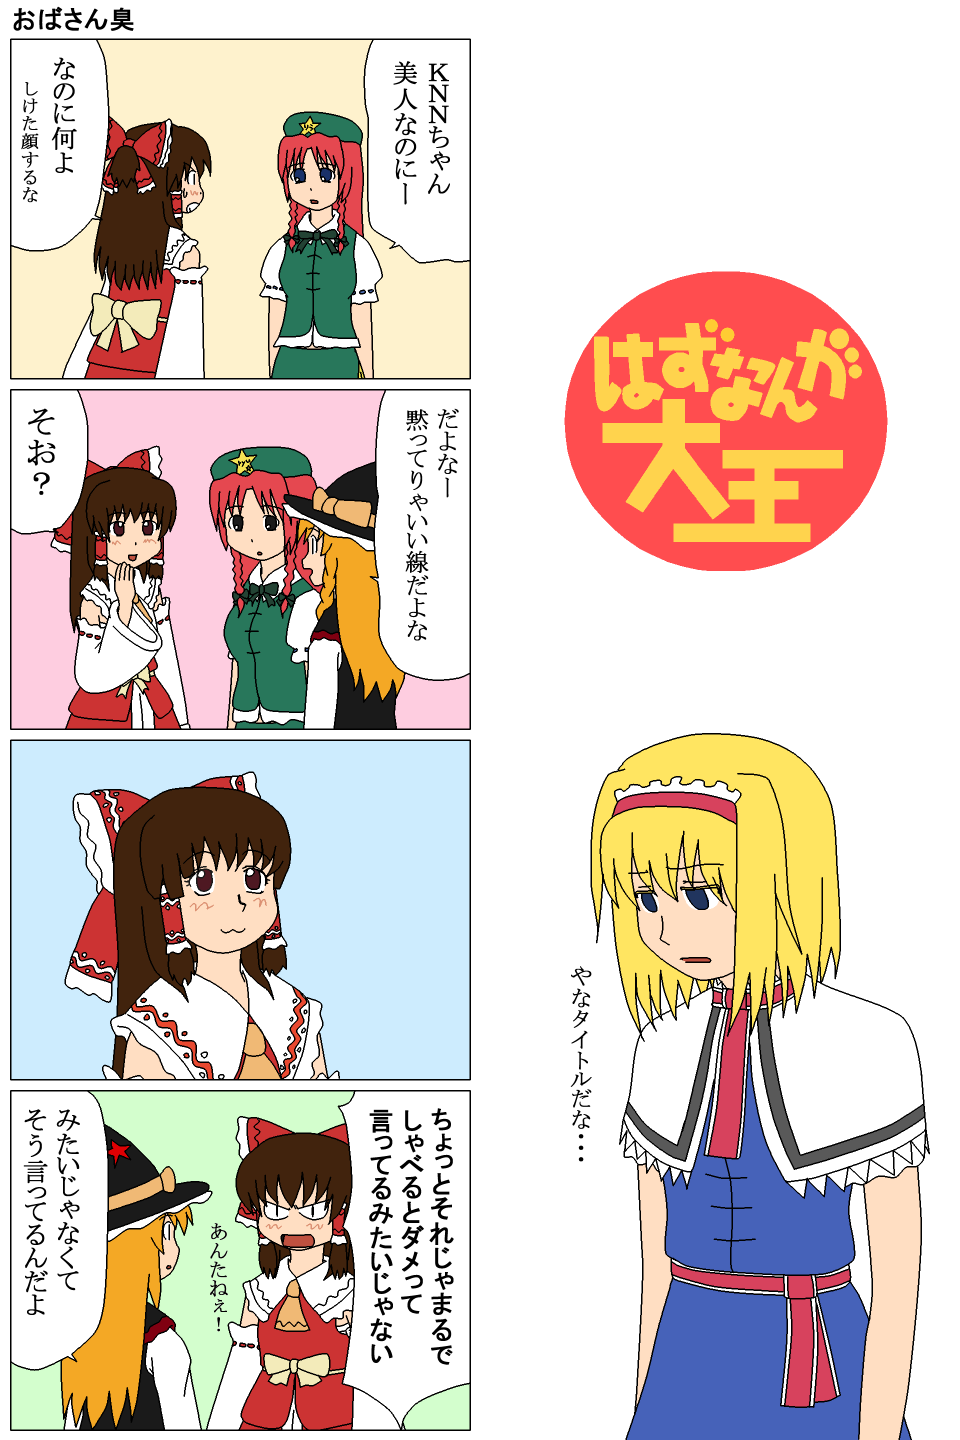 おばさん臭
KNNちゃん
美人なのにー
なのに何よ
しけた顔するな
だよなー
黙ってりゃいい線だよな
そお？
ちょっとそれじゃまるで
しゃべるとダメって
言ってるみたいじゃない
あんたねぇ！
みたいじゃなくて
そう言ってるんだよ
はずなんが
大王
やなタイトルだな・・・